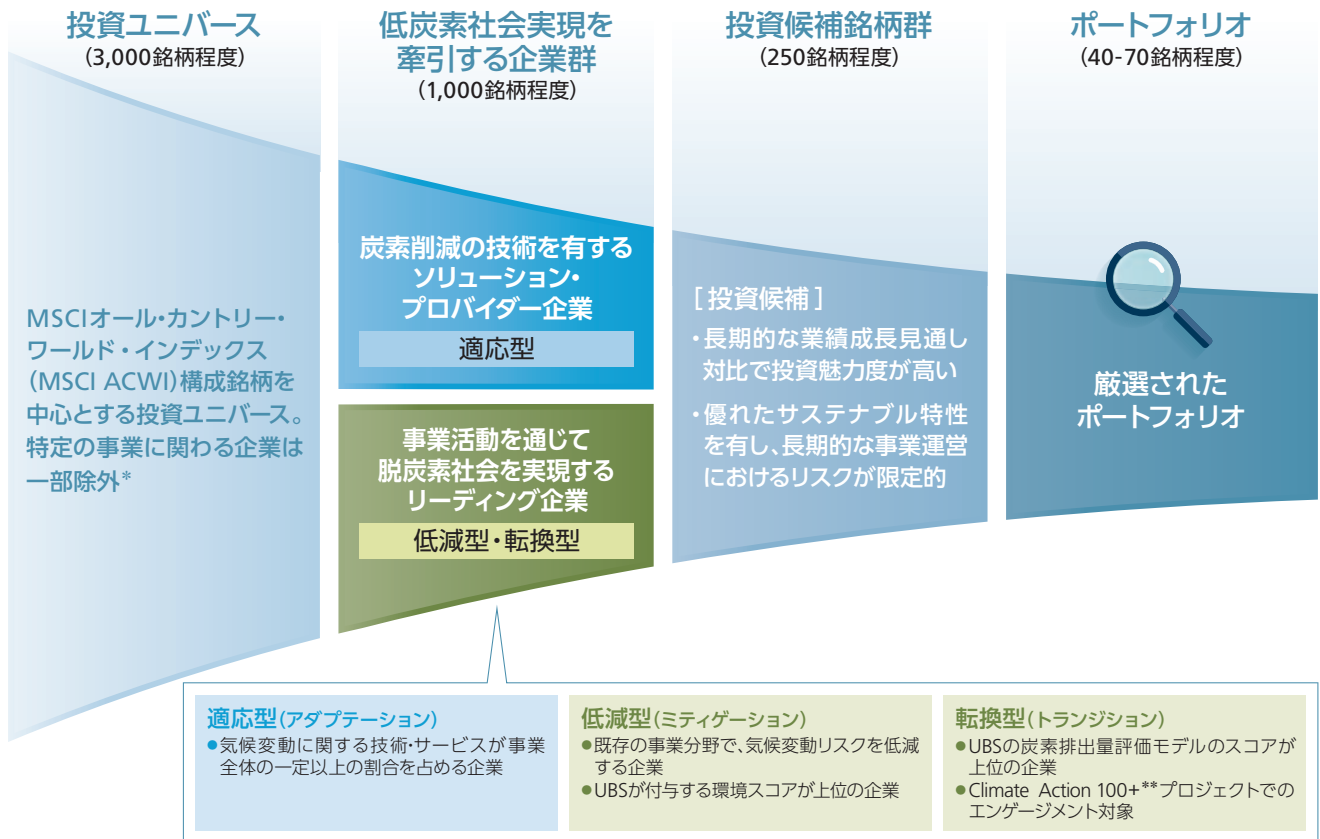 投資ユニバース
(3,000銘柄程度)
MSCIオール・カントリー・
ワールド・インデックス
(MSCI ACWI)構成銘柄を
中心とする投資ユニバース。
特定の事業に関わる企業は
一部除外*
低炭素社会実現を
牽引する企業群
(1,000銘柄程度)
炭素削減の技術を有する
ソリューション・
プロバイダー企業
適応型
事業活動を通じて
脱炭素社会を実現する
リーディング企業
低減型・転換型
投資候補銘柄群
(250銘柄程度)
[投資候補]
・長期的な業績成長見通し
対比で投資魅力度が高い
・優れたサステナブル特性
を有し、長期的な事業運営
におけるリスクが限定的
ポートフォリオ
(40-70銘柄程度)
厳選された
ポートフォリオ
適応型(アダプテーション)
●気候変動に関する技術・サービスが事業
全体の一定以上の割合を占める企業
低減型(ミティゲーション)
●既存の事業分野で、気候変動リスクを低減
する企業
●UBSが付与する環境スコアが上位の企業
転換型(トランジション)
●UBSの炭素排出量評価モデルのスコアが
上位の企業
●Climate Action 100+**プロジェクトでの
エンゲージメント対象